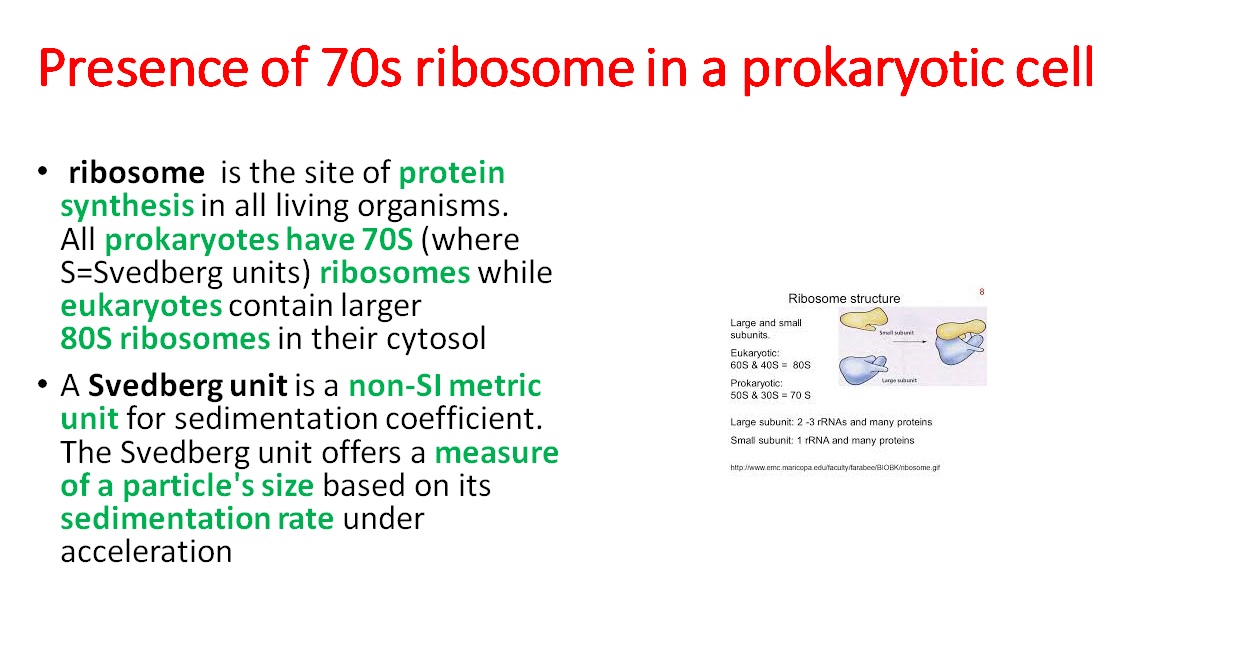 Presence of 70s ribosome in a prokaryotic cell
• ribosome is the site of protein
synthesis in all living organisms.
All prokaryotes have 70S (where
S=Svedberg units) ribosomes while
eukaryotes contain larger
80S ribosomes in their cytosol
• A Svedberg unit is a non-SI metric
unit for sedimentation coefficient.
The Svedberg unit offers a measure
of a particle's size based on its
sedimentation rate under
acceleration
8
Ribosome structure
Large and small
subunits.
Eukaryotic:
60S & 40S = 80S
Prokaryotic:
50S & 30S = 70 S
Small subunit
Large subunit
Large subunit: 2 -3 rRNAs and many proteins
Small subunit: 1 rRNA and many proteins
http://www.emc.maricopa.edu/faculty/farabee/BIOBK/ribosome.gif